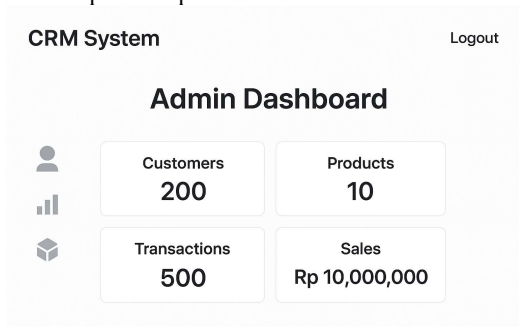 CRM System
Logout
Admin Dashboard
Customers
200
Products
10
Transactions
500
Sales
Rp 10,000,000